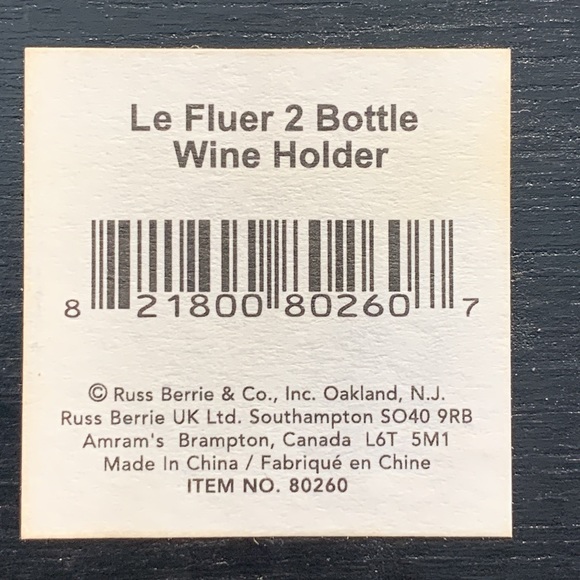 Le Fluer 2 Bottle
Wine Holder
8 21800 80260 7
© Russ Berrie & Co., Inc. Oakland, N.J.
Russ Berrie UK Ltd. Southampton SO40 9RB
Amram's Brampton, Canada L6T 5M1
Made In China / Fabriqué en Chine
ITEM NO. 80260